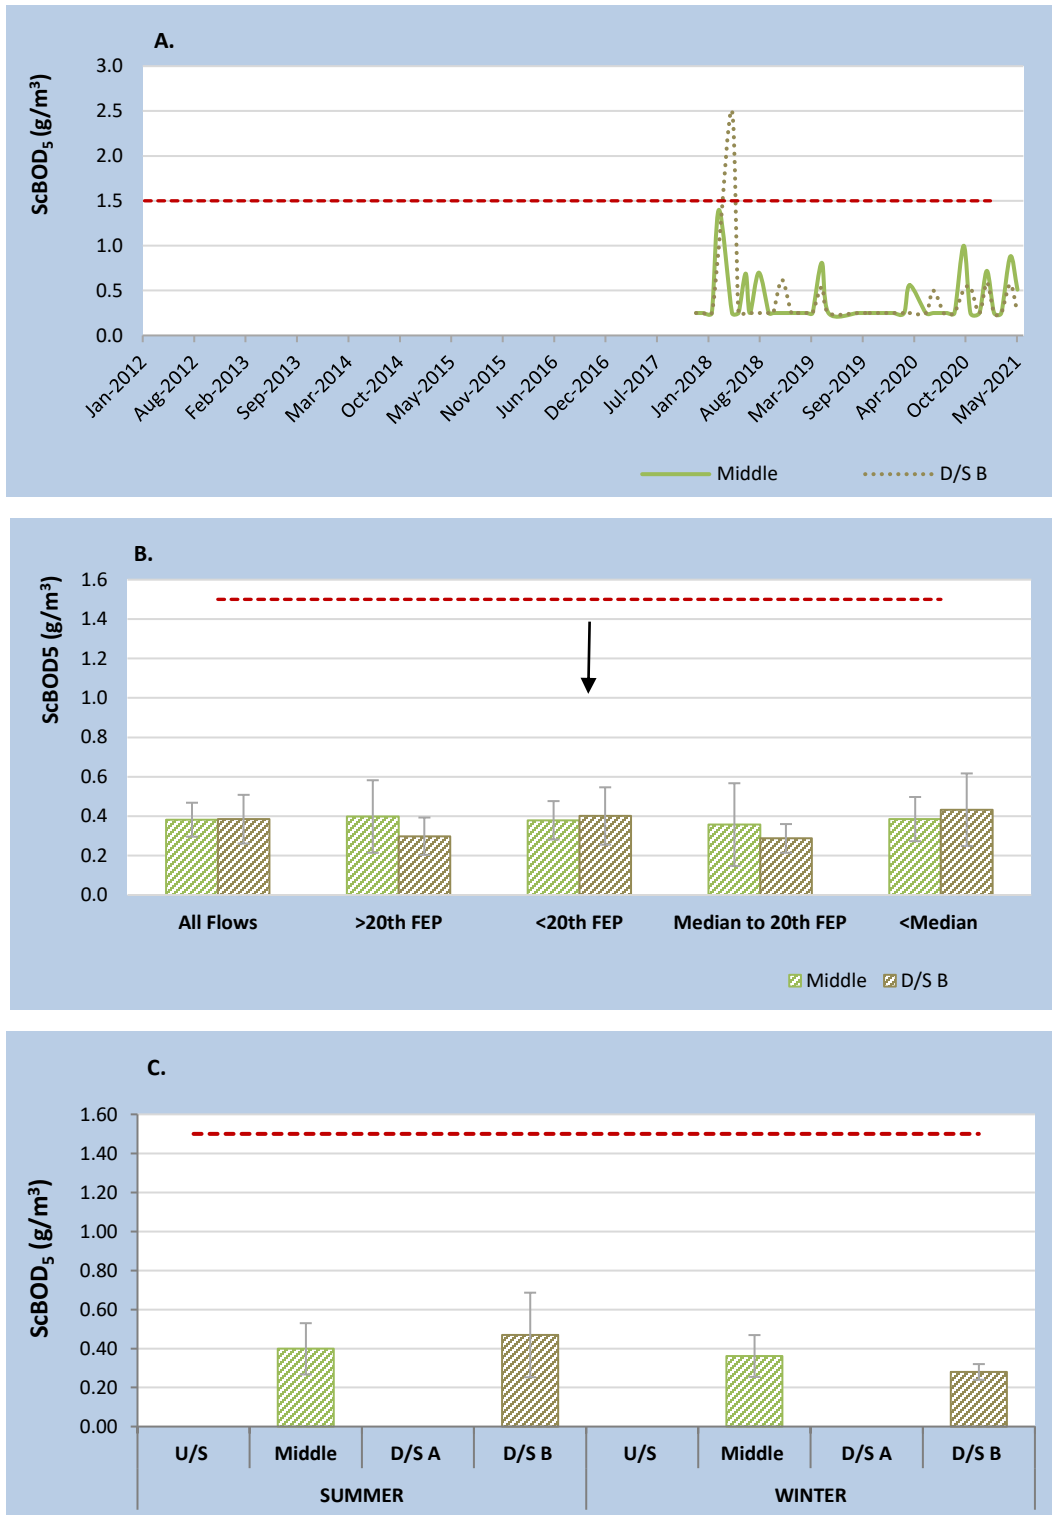 A.
ScBOD₅ (g/m³)
3.0
2.5
2.0
1.5
1.0
0.5
0.0
Jan-2012 Aug-2012 Feb-2013 Sep-2013 Mar-2014 Oct-2014 May-2015 Nov-2015 Jun-2016 Dec-2016 Jul-2017 Jan-2018 Aug-2018 Mar-2019 Sep-2019 Apr-2020 Oct-2020 May-2021
Middle D/S B
B.
ScBOD5 (g/m³)
1.6
1.4
1.2
1.0
0.8
0.6
0.4
0.2
0.0
All Flows >20th FEP <20th FEP Median to 20th FEP <Median
Middle D/S B
C.
ScBOD₅ (g/m³)
1.60
1.40
1.20
1.00
0.80
0.60
0.40
0.20
0.00
U/S Middle D/S A D/S B U/S Middle D/S A D/S B
SUMMER WINTER